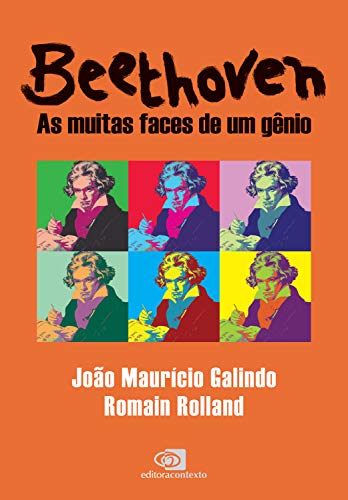 Beethoven
As muitas faces de um gênio
João Maurício Galindo
Romain Rolland
editoracontexto